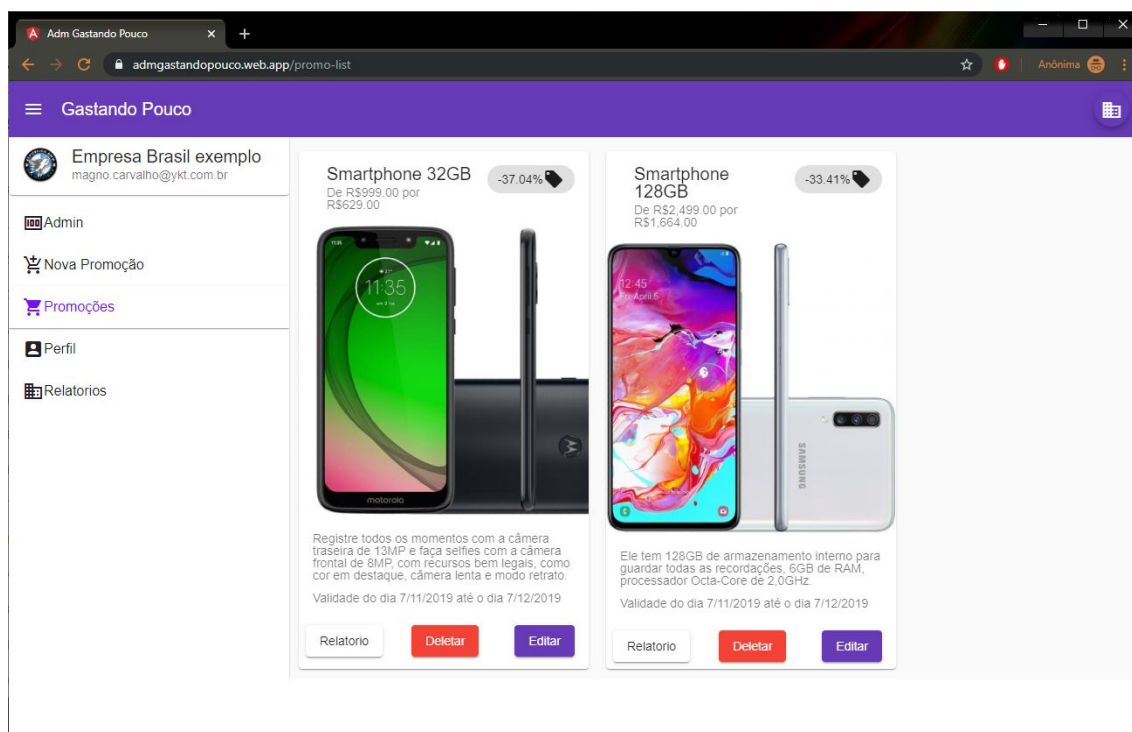 Adm Gastando Pouco
admgastandopouco.web.app/promo-list
Anônima
Gastando Pouco
Empresa Brasil exemplo
magno.carvalho@ykt.com.br
Admin
Nova Promoção
Promoções
Perfil
Relatorios
Smartphone 32GB
De R$999.00 por
R$629.00
-37.04%
11:35
11:35
motorola
Registre todos os momentos com a câmera
traseira de 13MP e faça selfies com a câmera
frontal de 8MP, com recursos bem legais, como
cor em destaque, câmera lenta e modo retrato.
Validade do dia 7/11/2019 até o dia 7/12/2019
Relatorio
Deletar
Editar
Smartphone
128GB
De R$2,499.00 por
R$1,664.00
-33.41%
12:45
Fri, April 5
SAMSUNG
Ele tem 128GB de armazenamento interno para
guardar todas as recordações, 6GB de RAM,
processador Octa-Core de 2,0GHz.
Validade do dia 7/11/2019 até o dia 7/12/2019
Relatorio
Deletar
Editar